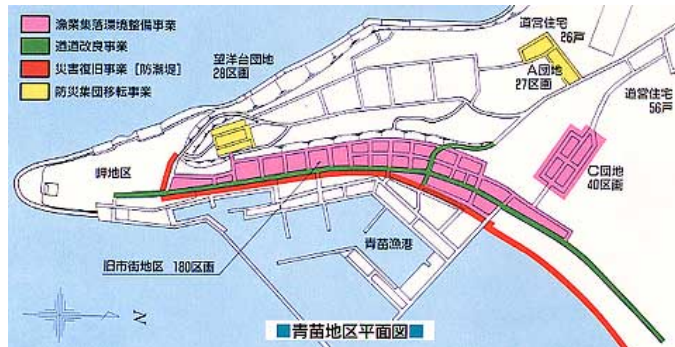 漁業集落環境整備事業
道道改良事業
災害復旧事業［防潮堤］
防災集団移転事業
望洋台団地
28区画
道営住宅
26戸
A団地
27区画
道営住宅
56戸
C団地
40区画
岬地区
旧市街地区 180区画
青苗漁港
N
■青苗地区平面図■